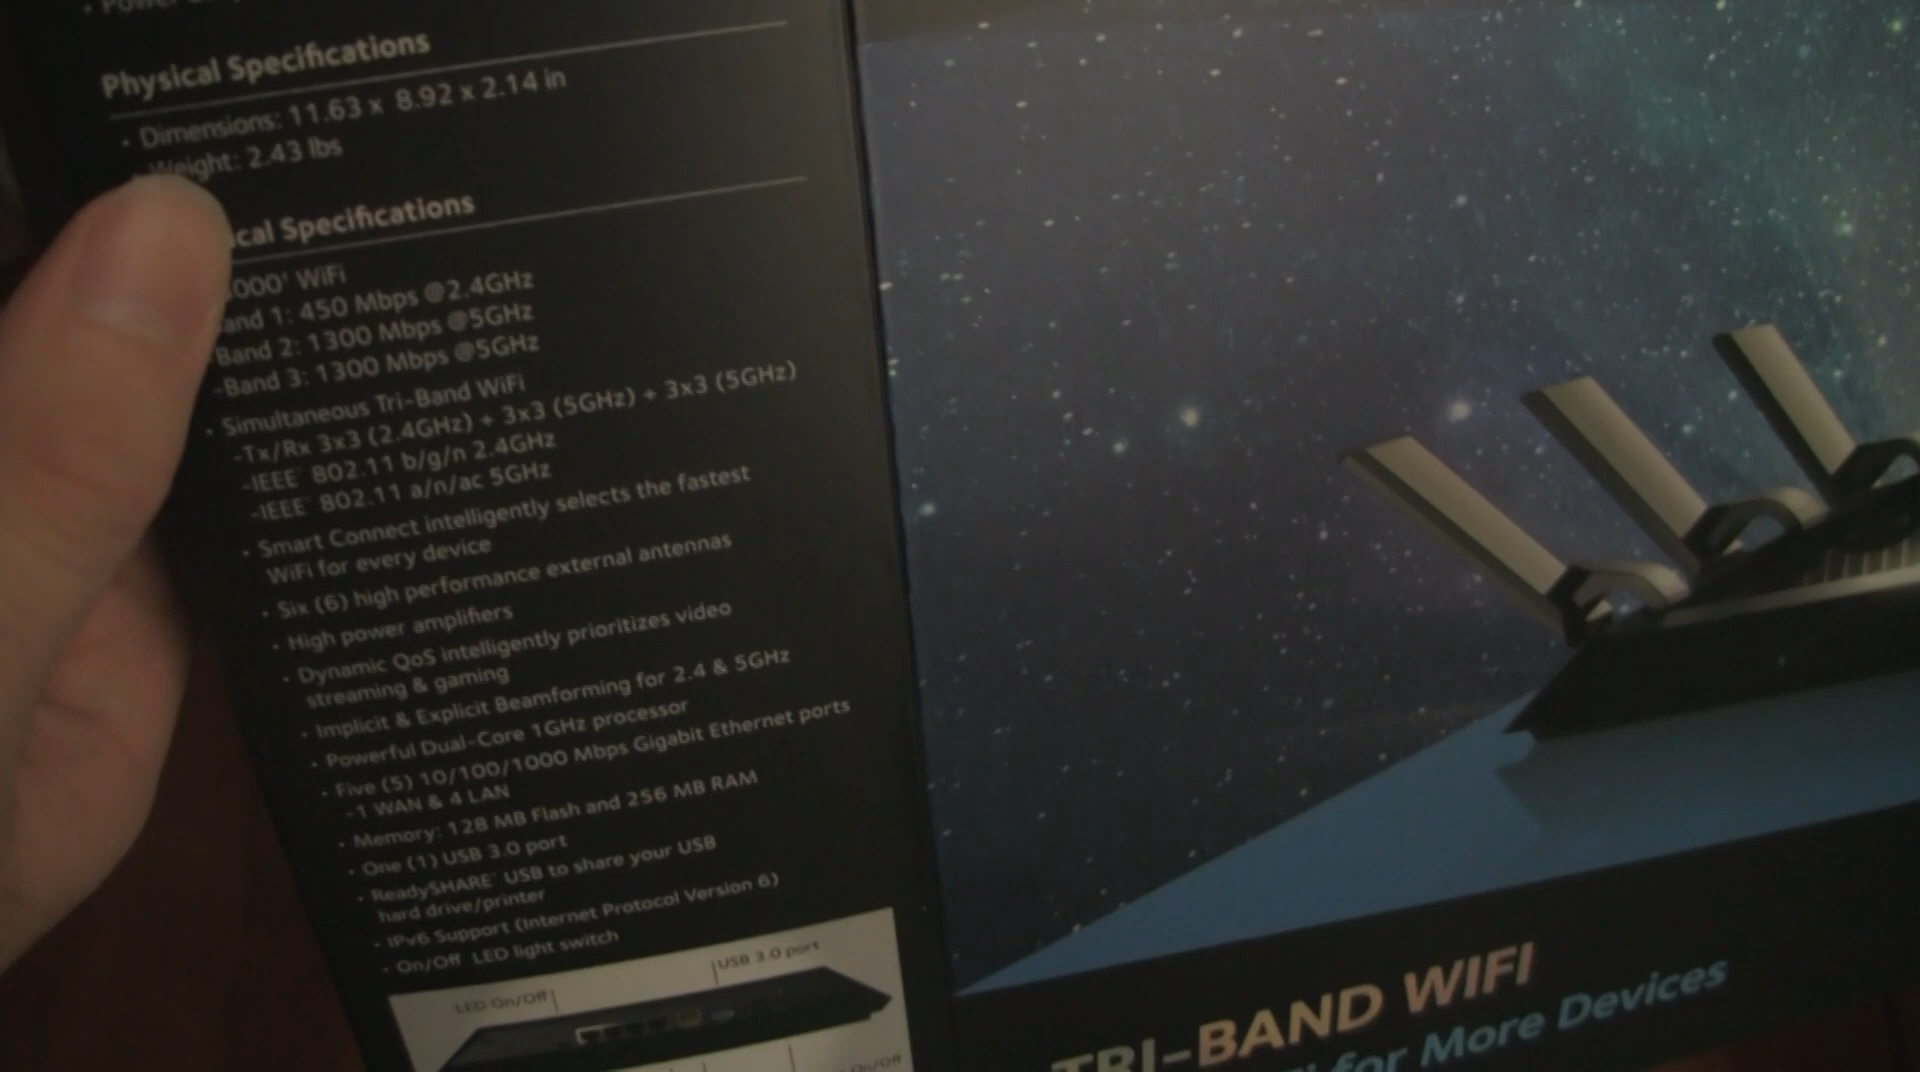 Physical Specifications
• Dimensions: 11.63 x 8.92 x 2.14 in
• Weight: 2.43 lbs
Specifications
WiFi
1: 450 Mbps @2.4GHz
-Band 2: 1300 Mbps @5GHz
-Band 3: 1300 Mbps @5GHz
• Simultaneous Tri-Band WiFi
-Tx/Rx 3x3 (2.4GHz) + 3x3 (5GHz) + 3x3 (5GHz)
-IEEE 802.11 b/g/n 2.4GHz
-IEEE 802.11 a/n/ac 5GHz
• Smart Connect intelligently selects the fastest
WiFi for every device
• Six (6) high performance external antennas
• High power amplifiers
• Dynamic QoS intelligently prioritizes video
streaming & gaming
• Implicit & Explicit Beamforming for 2.4 & 5GHz
• Powerful Dual-Core 1GHz processor
• Five (5) 10/100/1000 Mbps Gigabit Ethernet ports
-1 WAN & 4 LAN
• Memory: 128 MB Flash and 256 MB RAM
• One (1) USB 3.0 port
• ReadySHARE USB to share your USB
hard drive/printer
• IPv6 Support (Internet Protocol Version 6)
• On/Off LED light switch
LED On/Off
USB 3.0 port
On/Off
TRI-BAND WIFI
for More Devices